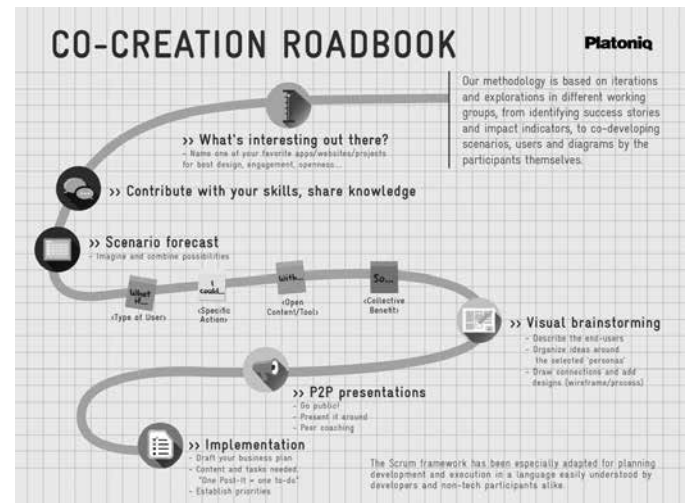 CO-CREATION ROADBOOK
Platoniq
Our methodology is based on iterations
and explorations in different working
groups, from identifying success stories
and impact indicators, to co-developing
scenarios, users and diagrams by the
participants themselves.
›› What's interesting out there?
- Name one of your favorite apps/websites/projects
for best design, engagement, openness...
›› Contribute with your skills, share knowledge
›› Scenario forecast
- Imagine and combine possibilities
What
if...
I
could...
With...
So...
‹Type of User›
‹Specific
Action›
‹Open
Content/Tool›
‹Collective
Benefit›
›› Visual brainstorming
- Describe the end-users
- Organize ideas around
the selected 'personas'
- Draw connections and add
designs (wireframe/process)
›› P2P presentations
- Go public!
- Present it around
- Peer coaching
›› Implementation
- Draft your business plan
- Content and tasks needed.
"One Post-It = one to-do"
- Establish priorities
The Scrum framework has been especially adapted for planning
development and execution in a language easily understood by
developers and non-tech participants alike.